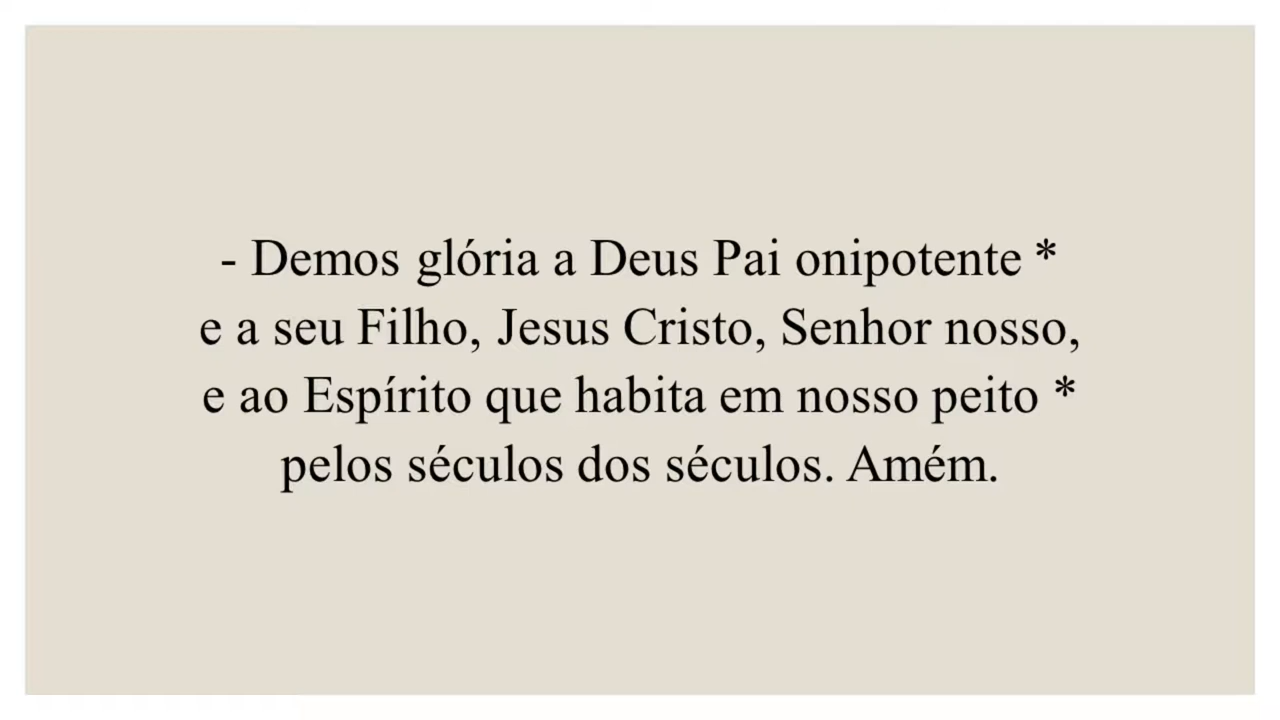 - Demos glória a Deus Pai onipotente *
e a seu Filho, Jesus Cristo, Senhor nosso,
e ao Espírito que habita em nosso peito *
pelos séculos dos séculos. Amém.